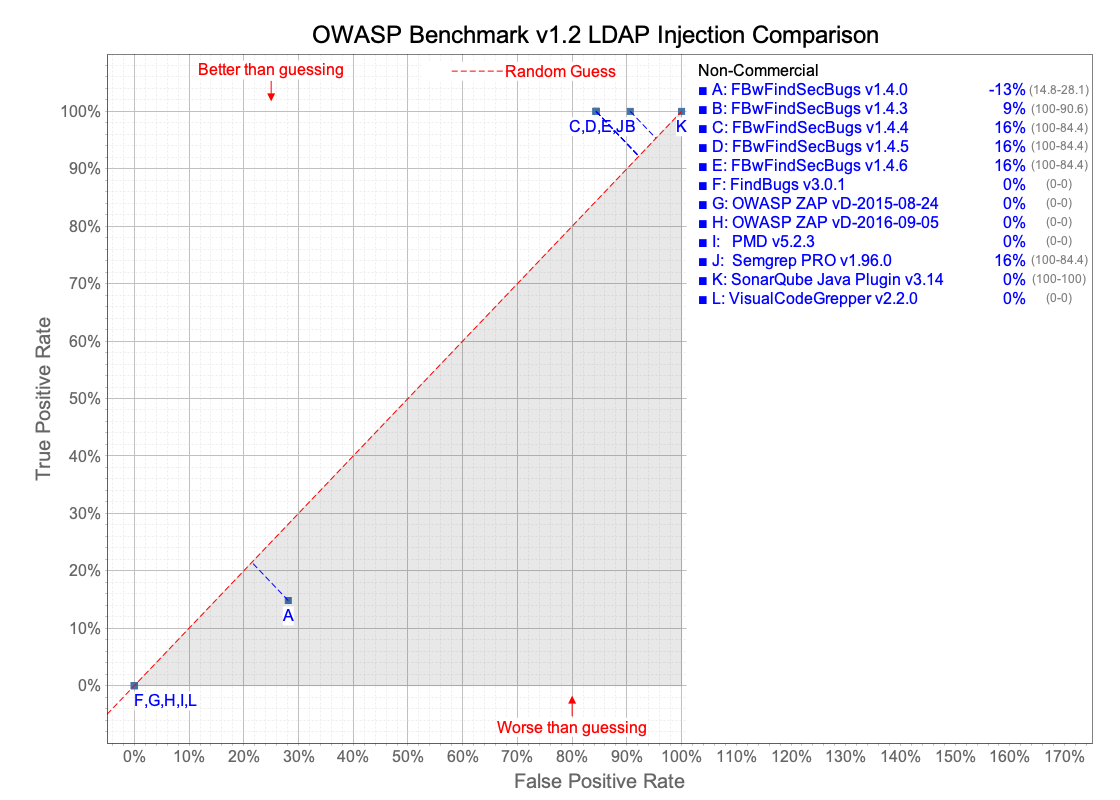 OWASP Benchmark v1.2 LDAP Injection Comparison
Better than guessing
Random Guess
Non-Commercial
A: FBwFindSecBugs v1.4.0 -13% (14.8-28.1)
B: FBwFindSecBugs v1.4.3 9% (100-90.6)
C: FBwFindSecBugs v1.4.4 16% (100-84.4)
D: FBwFindSecBugs v1.4.5 16% (100-84.4)
E: FBwFindSecBugs v1.4.6 16% (100-84.4)
F: FindBugs v3.0.1 0% (0-0)
G: OWASP ZAP vD-2015-08-24 0% (0-0)
H: OWASP ZAP vD-2016-09-05 0% (0-0)
I: PMD v5.2.3 0% (0-0)
J: Semgrep PRO v1.96.0 16% (100-84.4)
K: SonarQube Java Plugin v3.14 0% (100-100)
L: VisualCodeGrepper v2.2.0 0% (0-0)
True Positive Rate
100%
90%
80%
70%
60%
50%
40%
30%
20%
10%
0%
C,D,E,J
B
K
A
F,G,H,I,L
Worse than guessing
0% 10% 20% 30% 40% 50% 60% 70% 80% 90% 100% 110% 120% 130% 140% 150% 160% 170%
False Positive Rate